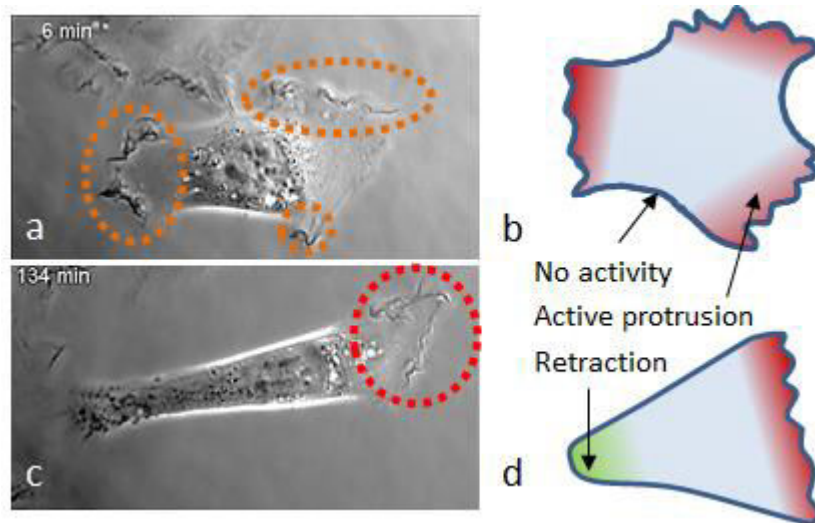 6 min**
a
b
No activity
Active protrusion
Retraction
134 min
c
d